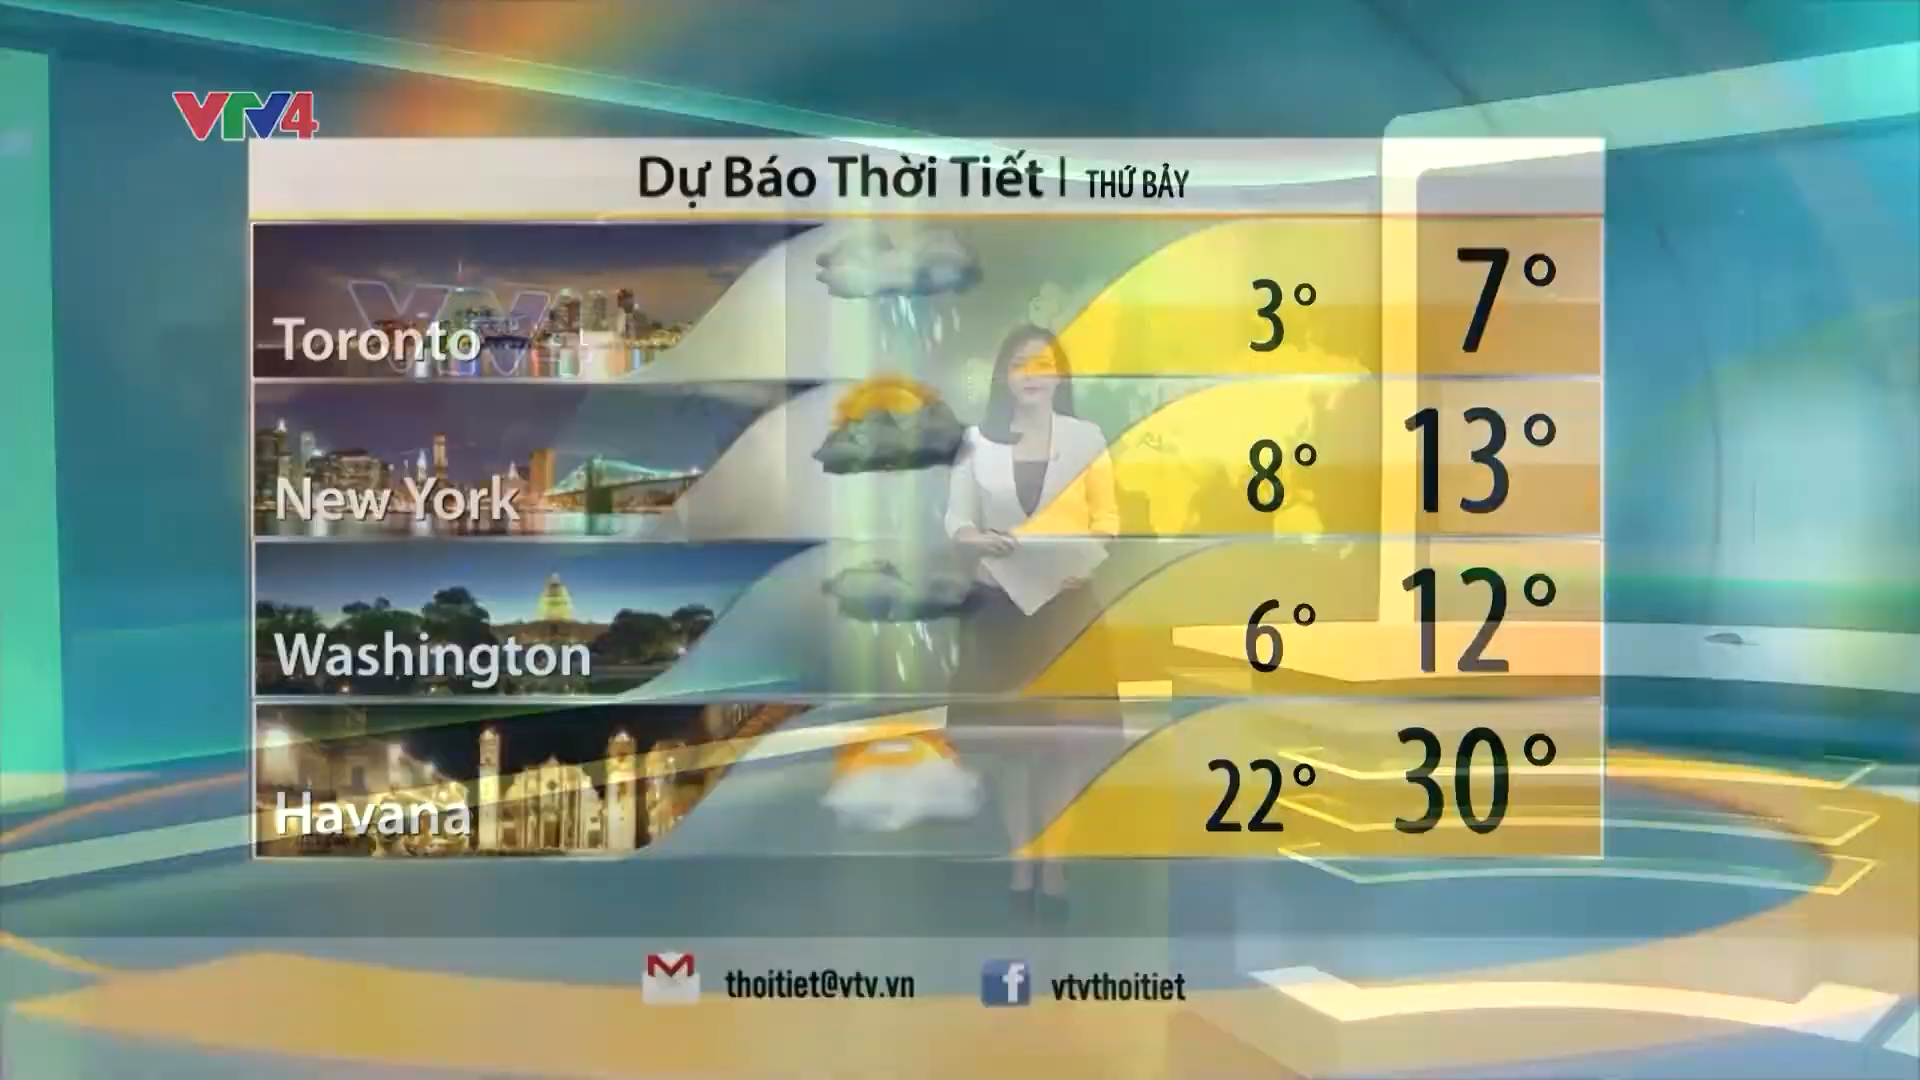 VTV4
Dự Báo Thời Tiết | THỨ BẢY
Toronto 3° 7°
New York 8° 13°
Washington 6° 12°
Havana 22° 30°
thoitiet@vtv.vn vtvthoitiet